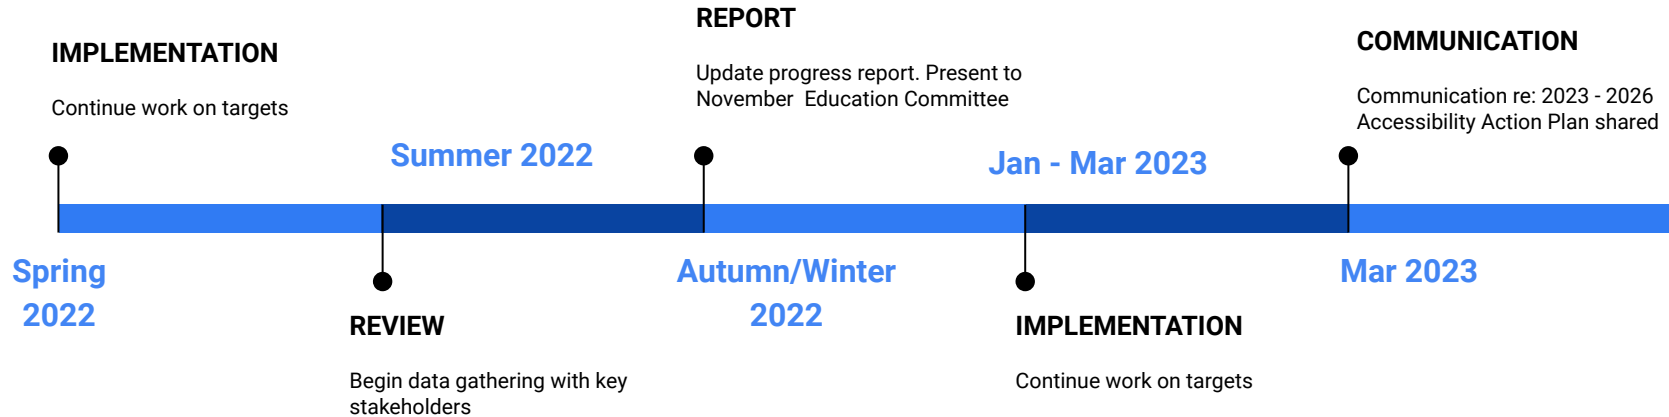 IMPLEMENTATION
Continue work on targets
Spring
2022
Summer 2022
REVIEW
Begin data gathering with key
stakeholders
REPORT
Update progress report. Present to
November  Education Committee
Autumn/Winter
2022
Jan - Mar 2023
IMPLEMENTATION
Continue work on targets
COMMUNICATION
Communication re: 2023 - 2026
Accessibility Action Plan shared
Mar 2023